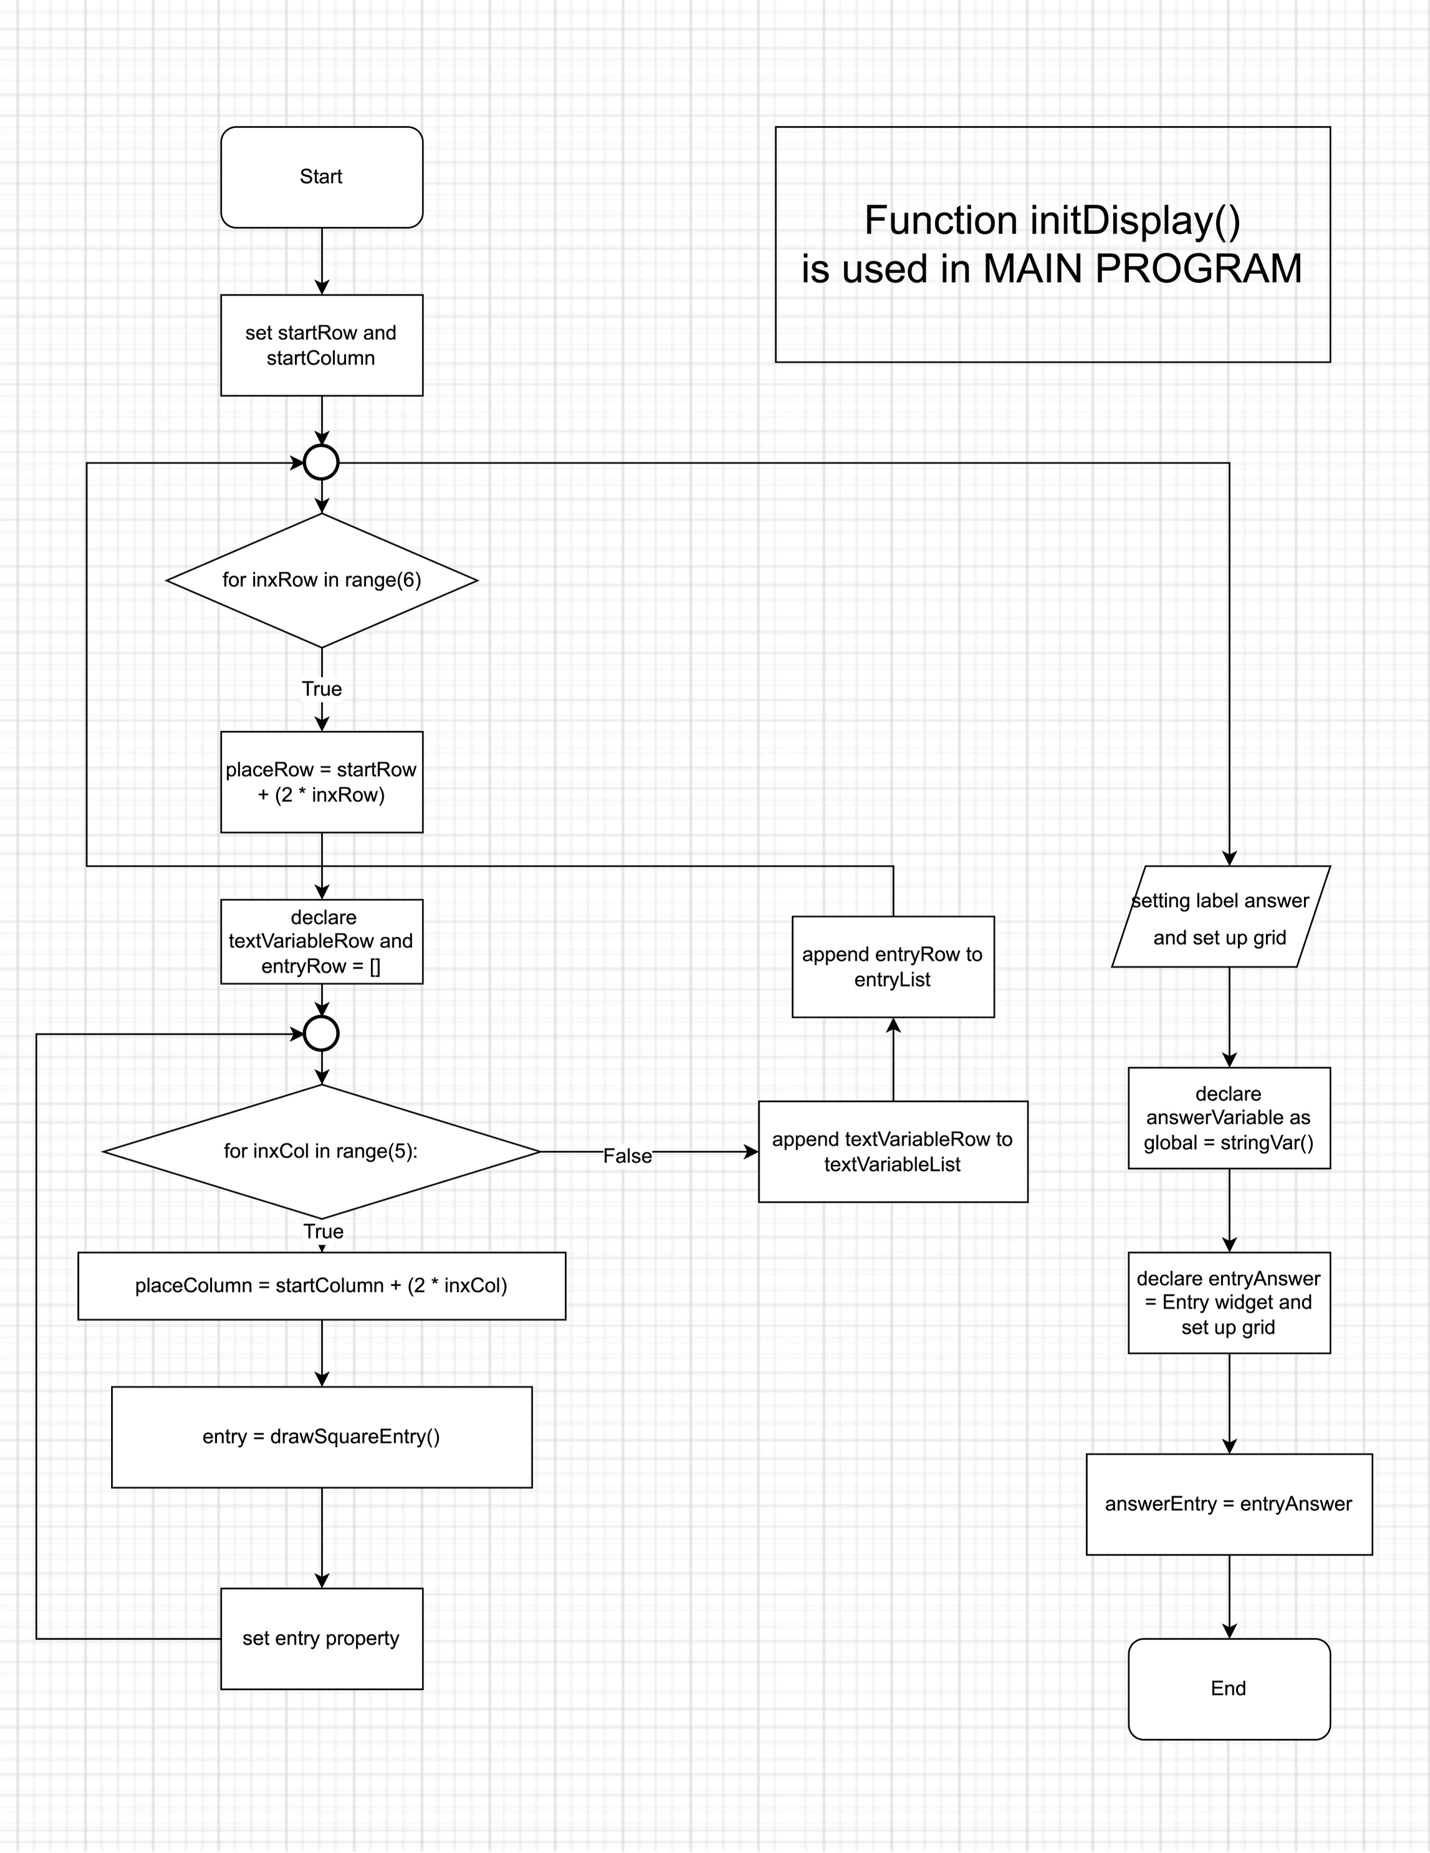 Start
Function initDisplay()
is used in MAIN PROGRAM
set startRow and
startColumn
for inxRow in range(6)
True
placeRow = startRow
+ (2 * inxRow)
declare
textVariableRow and
entryRow = []
for inxCol in range(5):
False
True
placeColumn = startColumn + (2 * inxCol)
entry = drawSquareEntry()
set entry property
append textVariableRow to
textVariableList
append entryRow to
entryList
setting label answer
and set up grid
declare
answerVariable as
global = stringVar()
declare entryAnswer
= Entry widget and
set up grid
answerEntry = entryAnswer
End